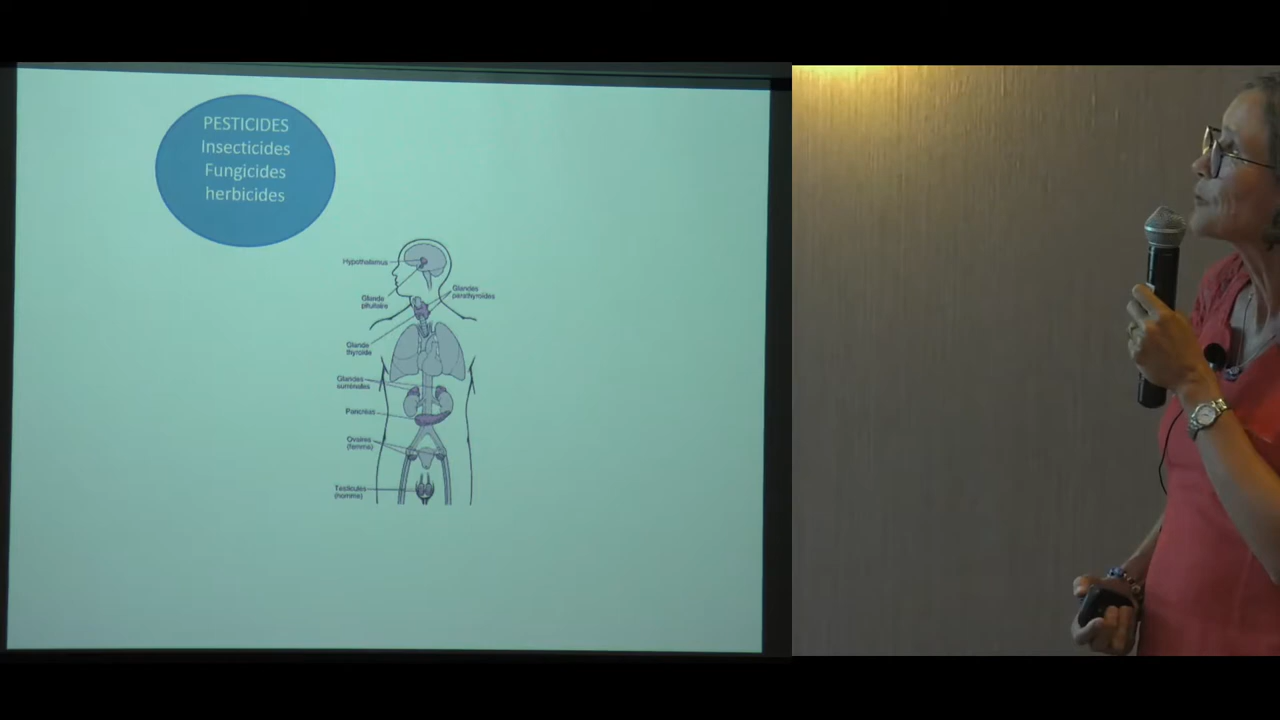 PESTICIDES
Insecticides
Fungicides
herbicides
Hypothalamus
Glandes
parathyroïdes
Glande
pituitaire
Glande
thyroïde
Glandes
surrénales
Pancréas
Ovaires
(femme)
Testicules
(homme)